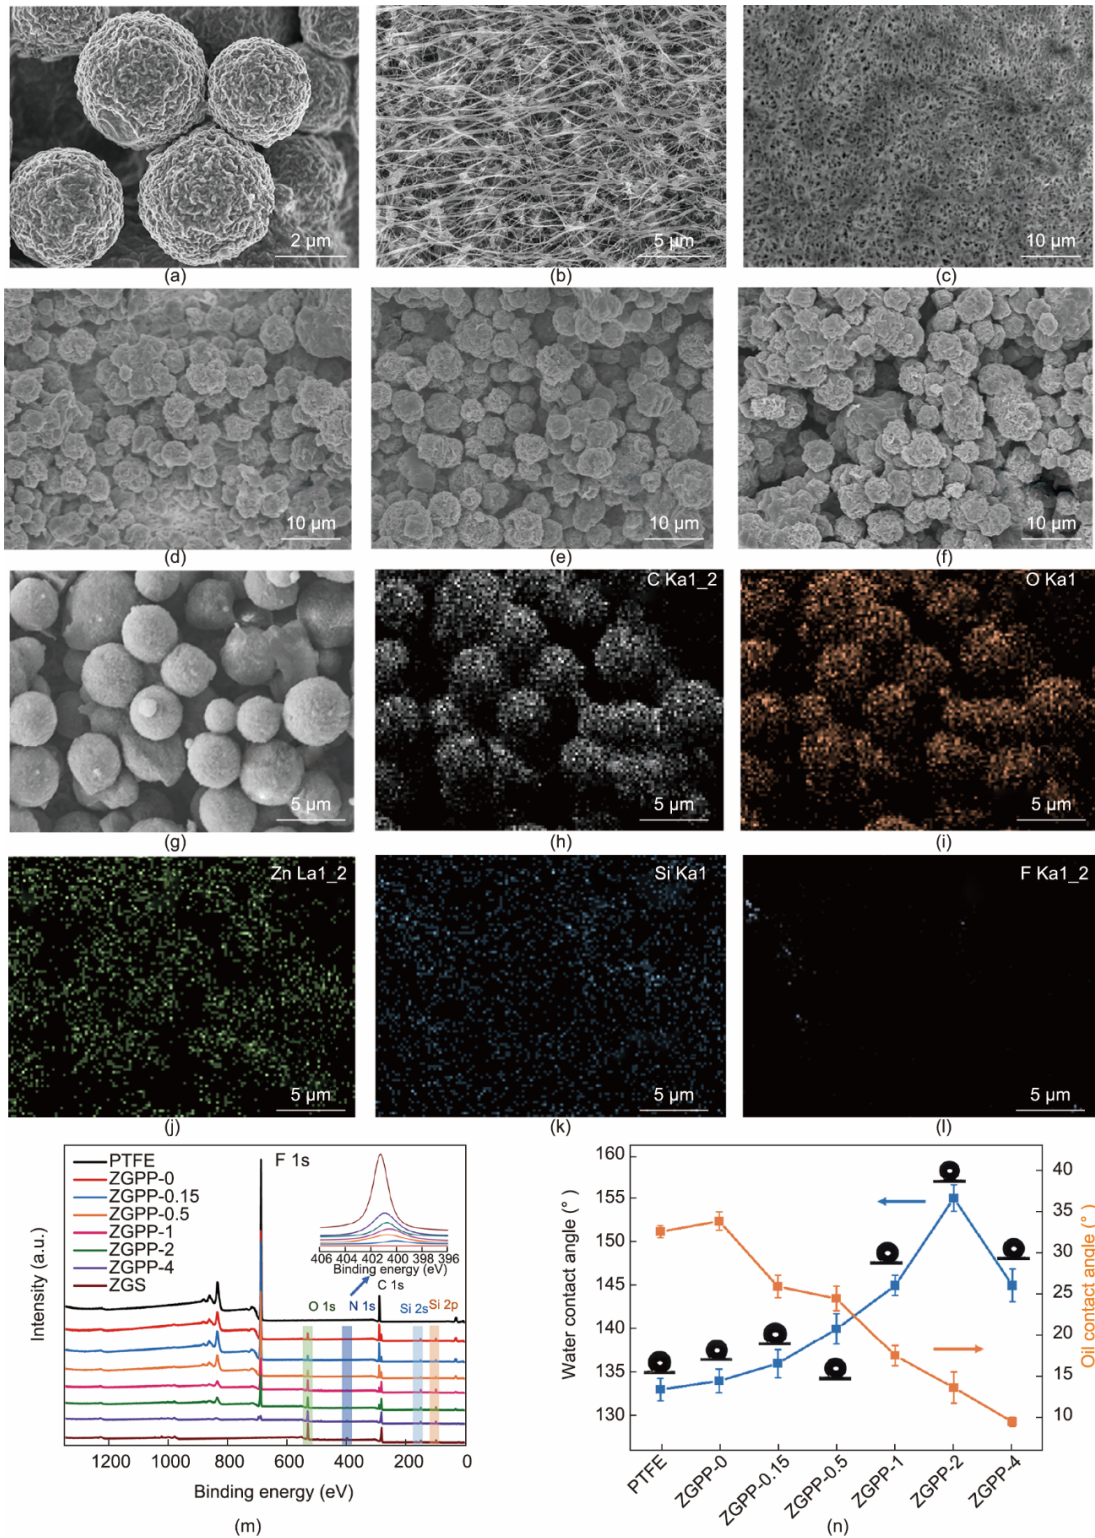 2 μm
5 μm
10 μm
(a)
(b)
(c)
10 μm
10 μm
10 μm
(d)
(e)
(f)
C Ka1_2
O Ka1
5 μm
5 μm
5 μm
(g)
(h)
(i)
Zn La1_2
Si Ka1
F Ka1_2
5 μm
5 μm
5 μm
(j)
(k)
(l)
PTFE
ZGPP-0
ZGPP-0.15
ZGPP-0.5
ZGPP-1
ZGPP-2
ZGPP-4
ZGS
F 1s
406 404 402 400 398 396
Binding energy (eV)
C 1s
O 1s
N 1s
Si 2s
Si 2p
Intensity (a.u.)
1200 1000 800 600 400 200 0
Binding energy (eV)
(m)
Water contact angle (°)
160
155
150
145
140
135
130
Oil contact angle (°)
40
35
30
25
20
15
10
PTFE
ZGPP-0
ZGPP-0.15
ZGPP-0.5
ZGPP-1
ZGPP-2
ZGPP-4
(n)